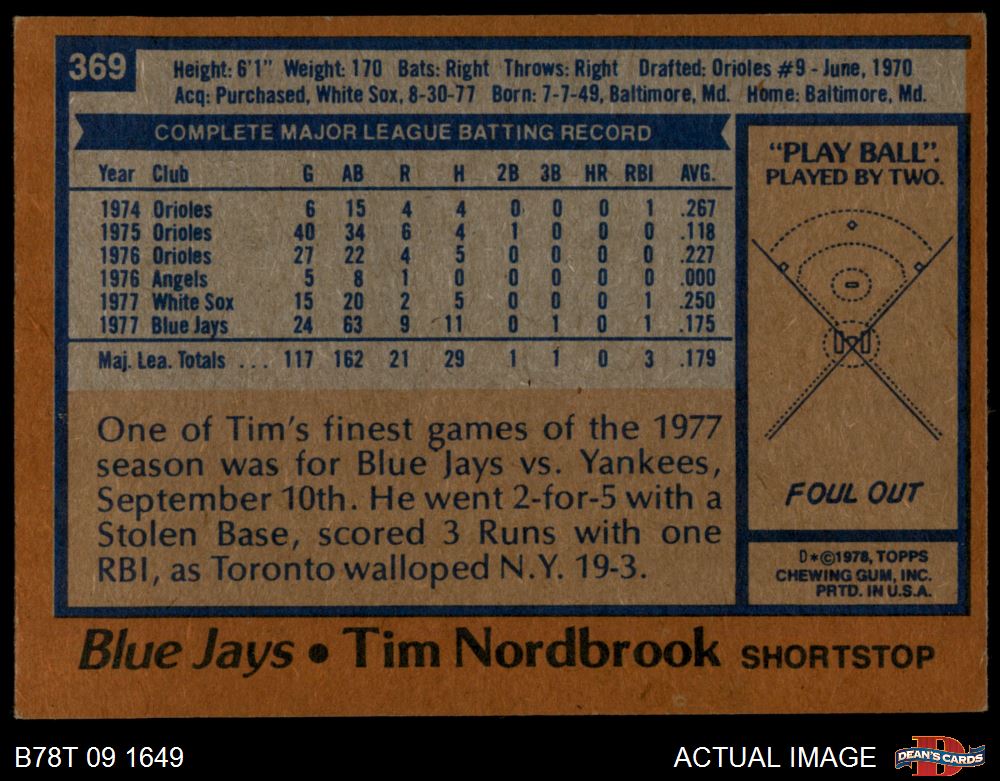 369
Height: 6'1" Weight: 170 Bats: Right Throws: Right Drafted: Orioles #9 - June, 1970
Acq: Purchased, White Sox, 8-30-77 Born: 7-7-49, Baltimore, Md. Home: Baltimore, Md.
COMPLETE MAJOR LEAGUE BATTING RECORD
Year Club G AB R H 2B 3B HR RBI AVG.
1974 Orioles 6 15 4 4 0 0 0 1 .267
1975 Orioles 40 34 6 4 1 0 0 0 .118
1976 Orioles 27 22 4 5 0 0 0 0 .227
1976 Angels 5 8 1 0 0 0 0 0 .000
1977 White Sox 15 20 2 5 0 0 0 1 .250
1977 Blue Jays 24 63 9 11 0 1 0 1 .175
Maj. Lea. Totals ... 117 162 21 29 1 1 0 3 .179
One of Tim's finest games of the 1977
season was for Blue Jays vs. Yankees,
September 10th. He went 2-for-5 with a
Stolen Base, scored 3 Runs with one
RBI, as Toronto walloped N.Y. 19-3.
"PLAY BALL".
PLAYED BY TWO.
FOUL OUT
D*©1978, TOPPS
CHEWING GUM, INC.
PRTD. IN U.S.A.
Blue Jays • Tim Nordbrook SHORTSTOP
B78T 09 1649
ACTUAL IMAGE
D
DEAN'S CARDS